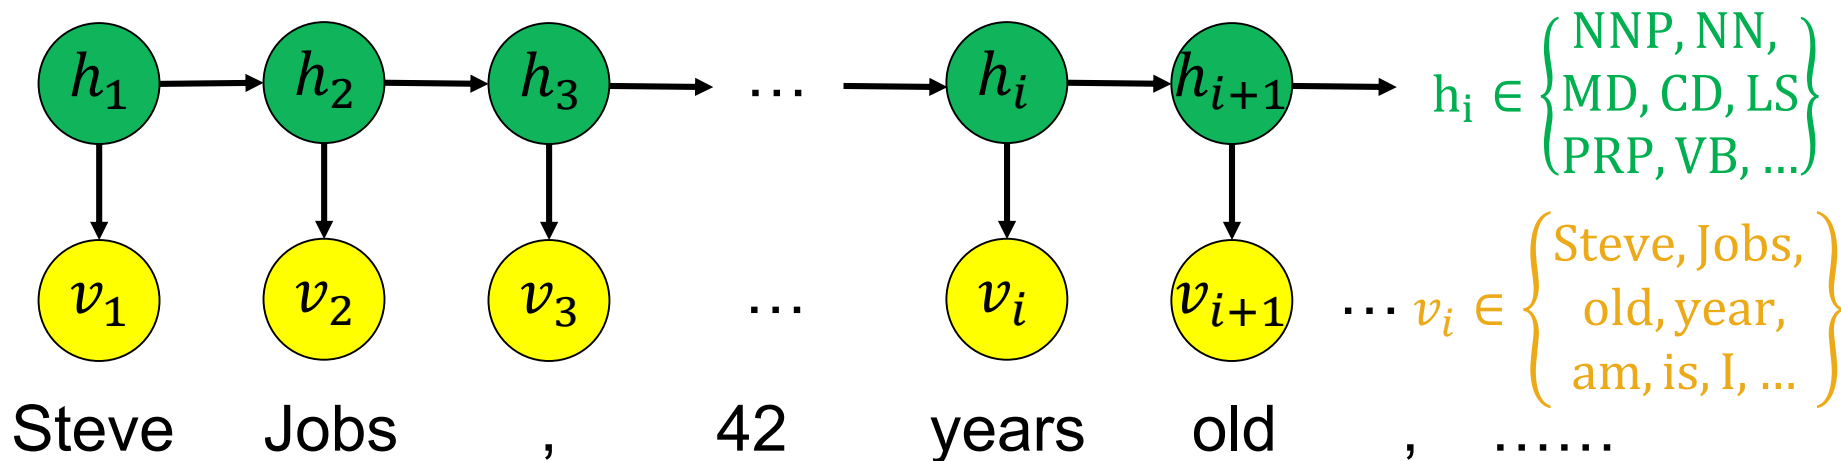 h₁ h₂ h₃ … hᵢ hᵢ₊₁
hᵢ ∈ { NNP, NN,
MD, CD, LS
PRP, VB, … }
v₁ v₂ v₃ … vᵢ vᵢ₊₁ …
vᵢ ∈ { Steve, Jobs,
old, year,
am, is, I, … }
Steve Jobs , 42 years old , ……